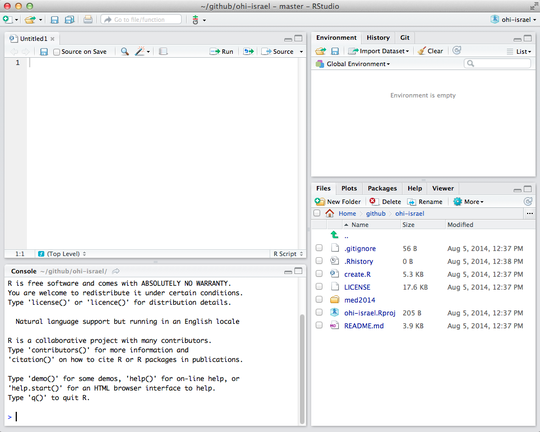 ~/github/ohi-israel – master – RStudio
Go to file/function
ohi-israel
Untitled1
Source on Save
Run
Source
1
1:1
(Top Level)
R Script
Console ~/github/ohi-israel/
R is free software and comes with ABSOLUTELY NO WARRANTY.
You are welcome to redistribute it under certain conditions.
Type 'license()' or 'licence()' for distribution details.
Natural language support but running in an English locale
R is a collaborative project with many contributors.
Type 'contributors()' for more information and
'citation()' on how to cite R or R packages in publications.
Type 'demo()' for some demos, 'help()' for on-line help, or
'help.start()' for an HTML browser interface to help.
Type 'q()' to quit R.
>
Environment History Git
Import Dataset Clear List
Global Environment
Environment is empty
Files Plots Packages Help Viewer
New Folder Delete Rename More
Home github ohi-israel ...
Name Size Modified
..
.gitignore 56 B Aug 5, 2014, 12:37 PM
.Rhistory 0 B Aug 5, 2014, 12:38 PM
create.R 5.3 KB Aug 5, 2014, 12:37 PM
LICENSE 17.6 KB Aug 5, 2014, 12:37 PM
med2014
ohi-israel.Rproj 205 B Aug 5, 2014, 12:37 PM
README.md 3.9 KB Aug 5, 2014, 12:37 PM